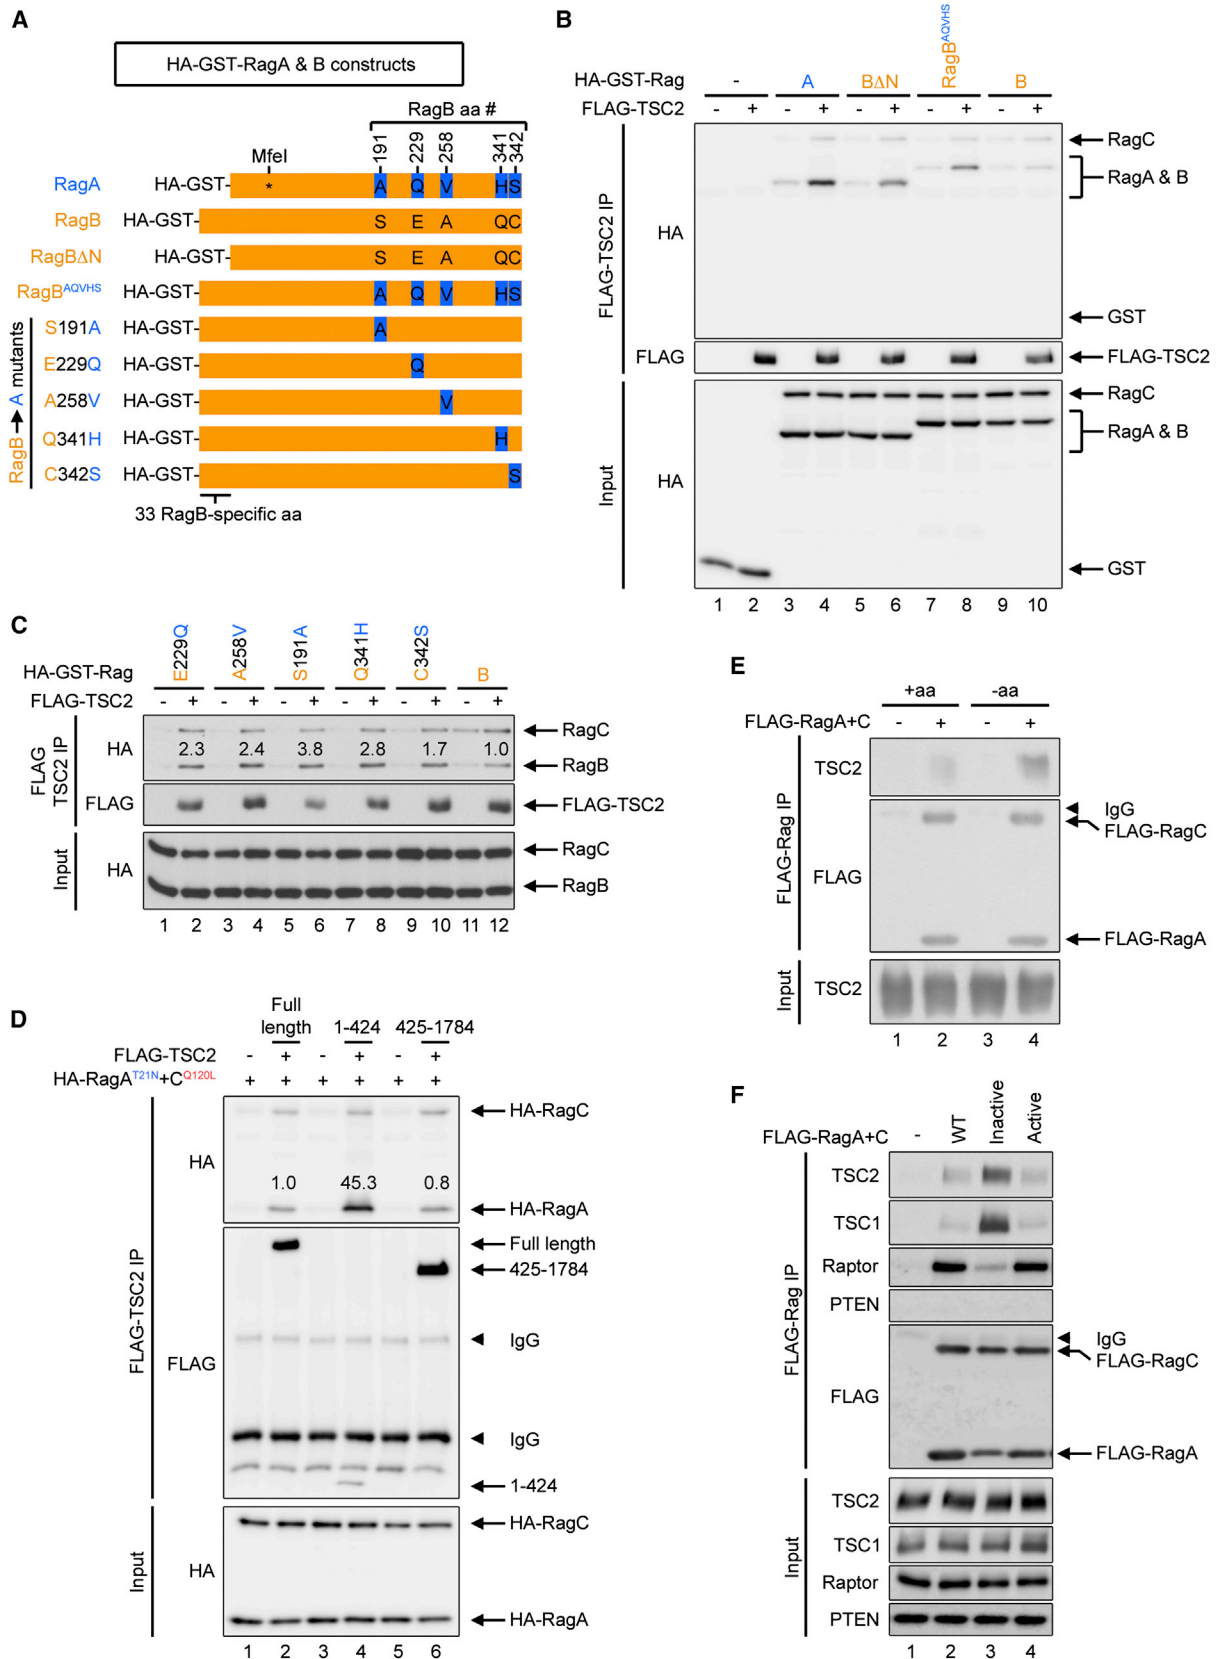 A
HA-GST-RagA & B constructs
RagB aa #
191 229 258 341 342
MfeI
RagA HA-GST- * A Q V H S
RagB HA-GST- S E A Q C
RagBΔN HA-GST- S E A Q C
RagB^AQVHS HA-GST- A Q V H S
RagB→A mutants
S191A HA-GST- A
E229Q HA-GST- Q
A258V HA-GST- V
Q341H HA-GST- H
C342S HA-GST- S
33 RagB-specific aa
B
HA-GST-Rag - A BΔN RagB^AQVHS B
FLAG-TSC2 - + - + - + - + - +
FLAG-TSC2 IP
HA
RagC
RagA & B
GST
FLAG
FLAG-TSC2
Input
HA
RagC
RagA & B
GST
1 2 3 4 5 6 7 8 9 10
C
HA-GST-Rag E229Q A258V S191A Q341H C342S B
FLAG-TSC2 - + - + - + - + - + - +
FLAG TSC2 IP
HA
RagC
2.3 2.4 3.8 2.8 1.7 1.0
RagB
FLAG
FLAG-TSC2
Input
HA
RagC
RagB
1 2 3 4 5 6 7 8 9 10 11 12
D
Full length 1-424 425-1784
FLAG-TSC2 - + - + - +
HA-RagA^T21N+C^Q120L + + + + + +
FLAG-TSC2 IP
HA
HA-RagC
1.0 45.3 0.8
HA-RagA
FLAG
Full length
425-1784
IgG
IgG
1-424
Input
HA
HA-RagC
HA-RagA
1 2 3 4 5 6
E
+aa -aa
FLAG-RagA+C - + - +
FLAG-Rag IP
TSC2
FLAG
IgG
FLAG-RagC
FLAG-RagA
Input
TSC2
1 2 3 4
F
FLAG-RagA+C - WT Inactive Active
FLAG-Rag IP
TSC2
TSC1
Raptor
PTEN
FLAG
IgG
FLAG-RagC
FLAG-RagA
Input
TSC2
TSC1
Raptor
PTEN
1 2 3 4